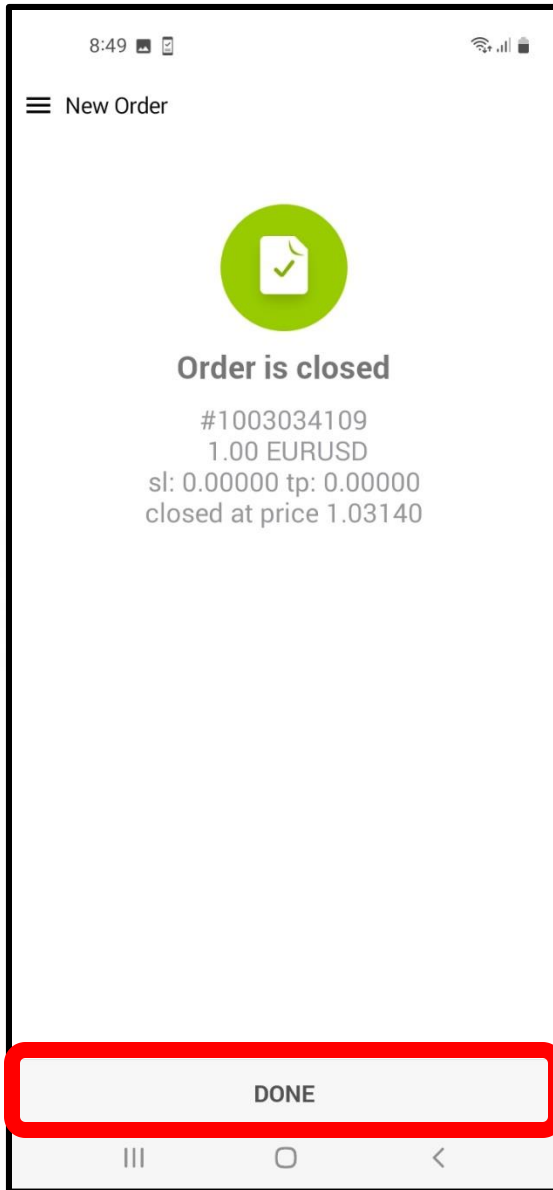 8:49
New Order
Order is closed
#1003034109
1.00 EURUSD
sl: 0.00000 tp: 0.00000
closed at price 1.03140
DONE